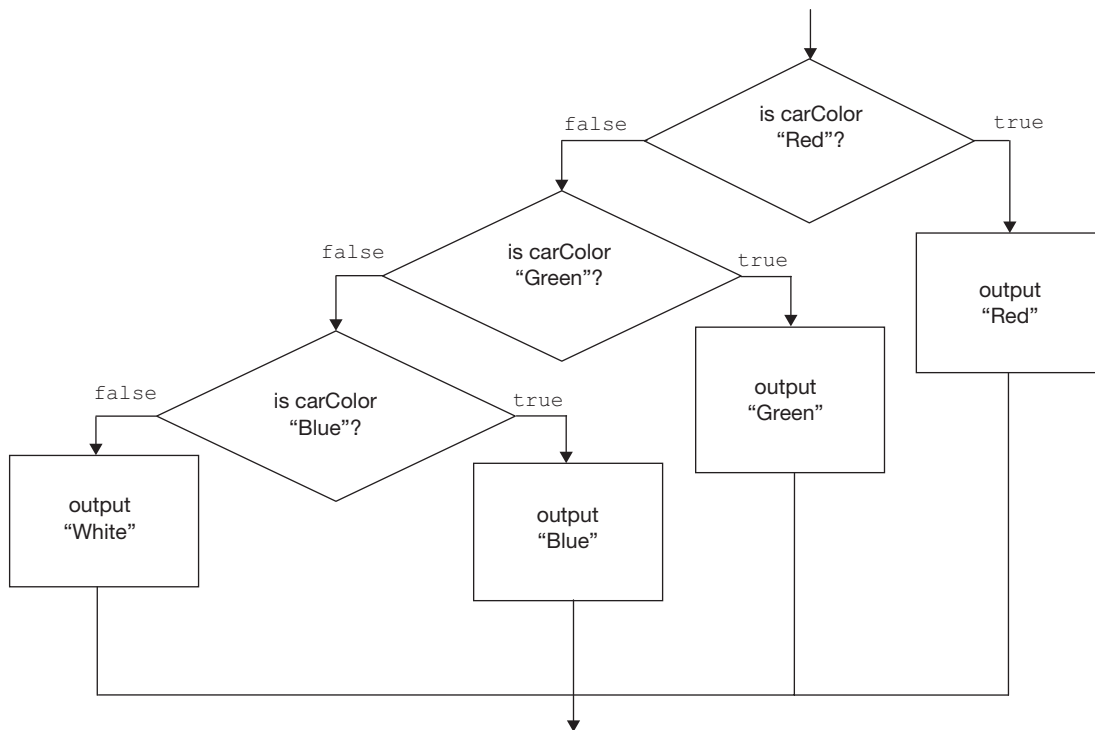 is carColor
“Red”?
false
true
is carColor
“Green”?
false
true
output
“Red”
is carColor
“Blue”?
false
true
output
“Green”
output
“White”
output
“Blue”